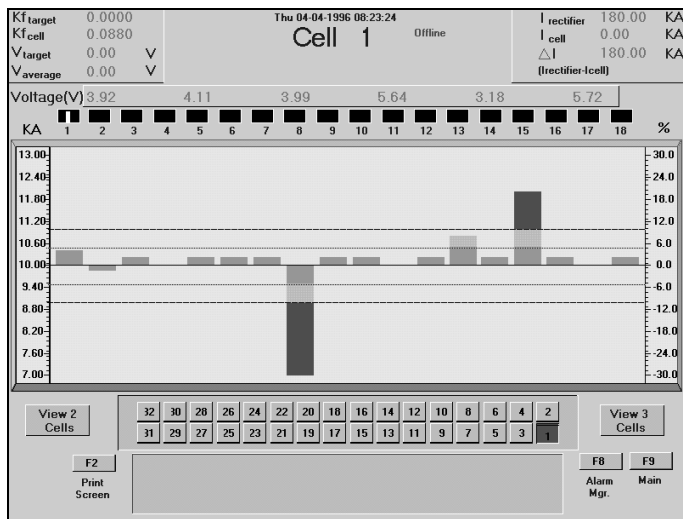 Kf target 0.0000
Kf cell 0.0880
V target 0.00 V
V average 0.00 V
Thu 04-04-1996 08:23:24
Cell 1 Offline
I rectifier 180.00 KA
I cell 0.00 KA
△I 180.00 KA
(Irectifier-Icell)
Voltage(V) 3.92 4.11 3.99 5.64 3.18 5.72
KA 1 2 3 4 5 6 7 8 9 10 11 12 13 14 15 16 17 18 %
13.00 30.0
12.40 24.0
11.80 18.0
11.20 12.0
10.60 6.0
10.00 0.0
9.40 -6.0
8.80 -12.0
8.20 -18.0
7.60 -24.0
7.00 -30.0
View 2
Cells
32 30 28 26 24 22 20 18 16 14 12 10 8 6 4 2
31 29 27 25 23 21 19 17 15 13 11 9 7 5 3 1
View 3
Cells
F2
Print
Screen
F8
Alarm
Mgr.
F9
Main